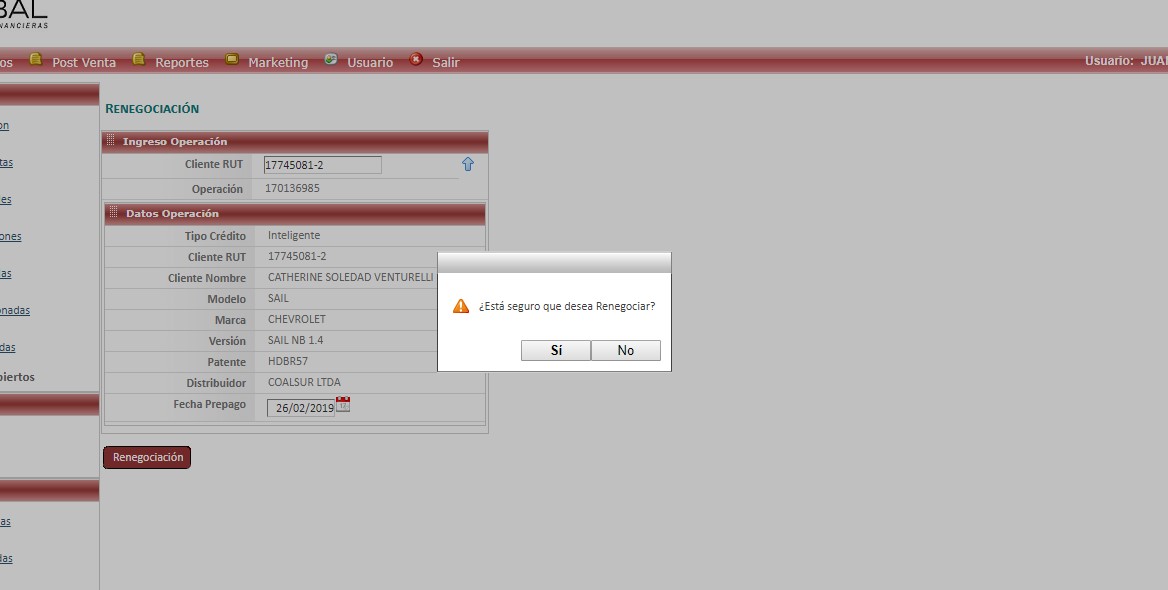 BAL
NANCIERAS
os Post Venta Reportes Marketing Usuario Salir Usuario: JUA
on
tas
les
ones
ias
onadas
das
biertos
as
das
RENEGOCIACIÓN
Ingreso Operación
Cliente RUT 17745081-2
Operación 170136985
Datos Operación
Tipo Crédito Inteligente
Cliente RUT 17745081-2
Cliente Nombre CATHERINE SOLEDAD VENTURELLI
Modelo SAIL
Marca CHEVROLET
Versión SAIL NB 1.4
Patente HDBR57
Distribuidor COALSUR LTDA
Fecha Prepago 26/02/2019
Renegociación
¿Está seguro que desea Renegociar?
Sí No